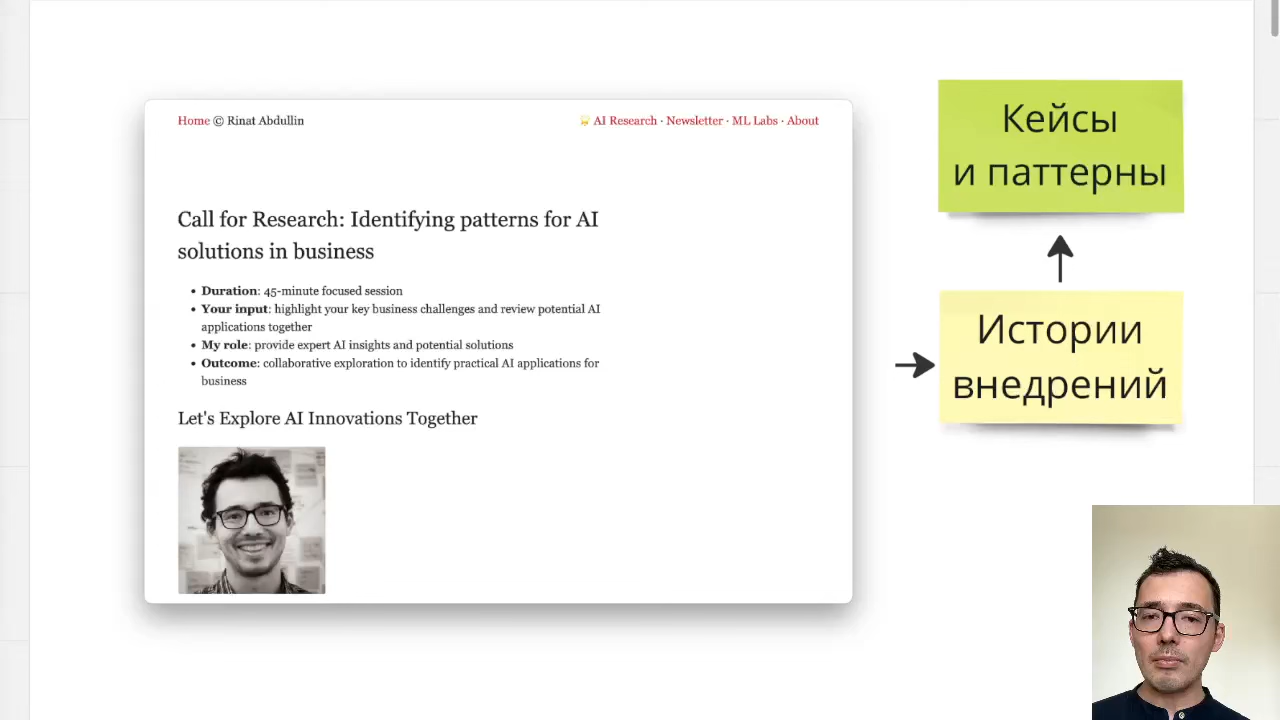 Home © Rinat Abdullin
AI Research · Newsletter · ML Labs · About
Call for Research: Identifying patterns for AI
solutions in business
• Duration: 45-minute focused session
• Your input: highlight your key business challenges and review potential AI
applications together
• My role: provide expert AI insights and potential solutions
• Outcome: collaborative exploration to identify practical AI applications for
business
Let's Explore AI Innovations Together
Кейсы
и паттерны
Истории
внедрений